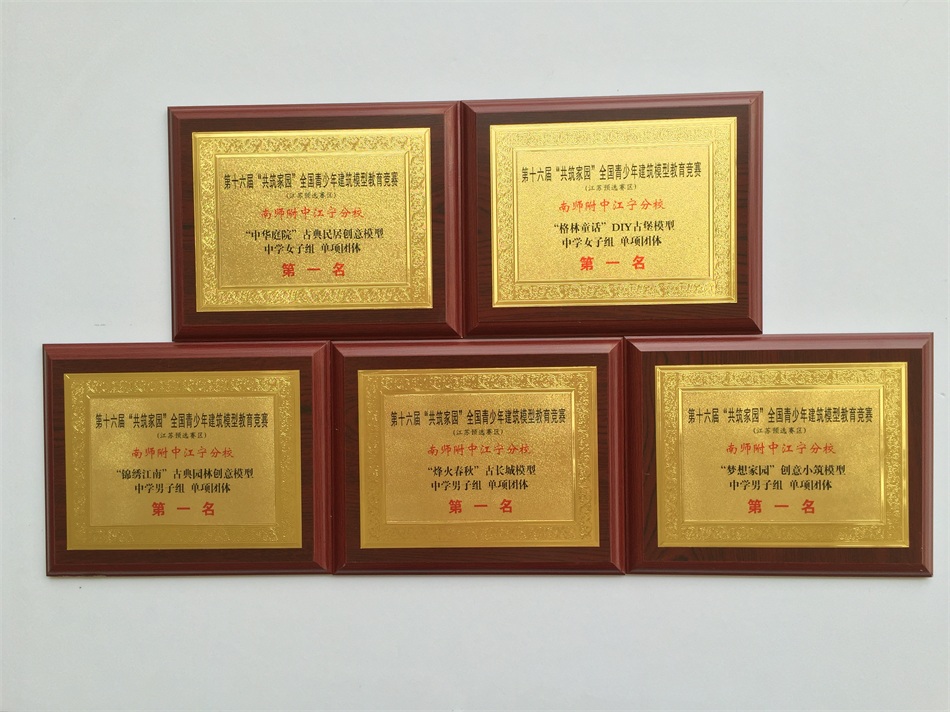 第十六届“共筑家园”全国青少年建筑模型教育竞赛
(江苏预选赛区)
南师附中江宁分校
“中华庭院”古典民居创意模型
中学女子组 单项团体
第一名
第十六届“共筑家园”全国青少年建筑模型教育竞赛
(江苏预选赛区)
南师附中江宁分校
“格林童话”DIY古堡模型
中学女子组 单项团体
第一名
第十六届“共筑家园”全国青少年建筑模型教育竞赛
(江苏预选赛区)
南师附中江宁分校
“锦绣江南”古典园林创意模型
中学男子组 单项团体
第一名
第十六届“共筑家园”全国青少年建筑模型教育竞赛
(江苏预选赛区)
南师附中江宁分校
“烽火春秋”古长城模型
中学男子组 单项团体
第一名
第十六届“共筑家园”全国青少年建筑模型教育竞赛
(江苏预选赛区)
南师附中江宁分校
“梦想家园”创意小筑模型
中学男子组 单项团体
第一名